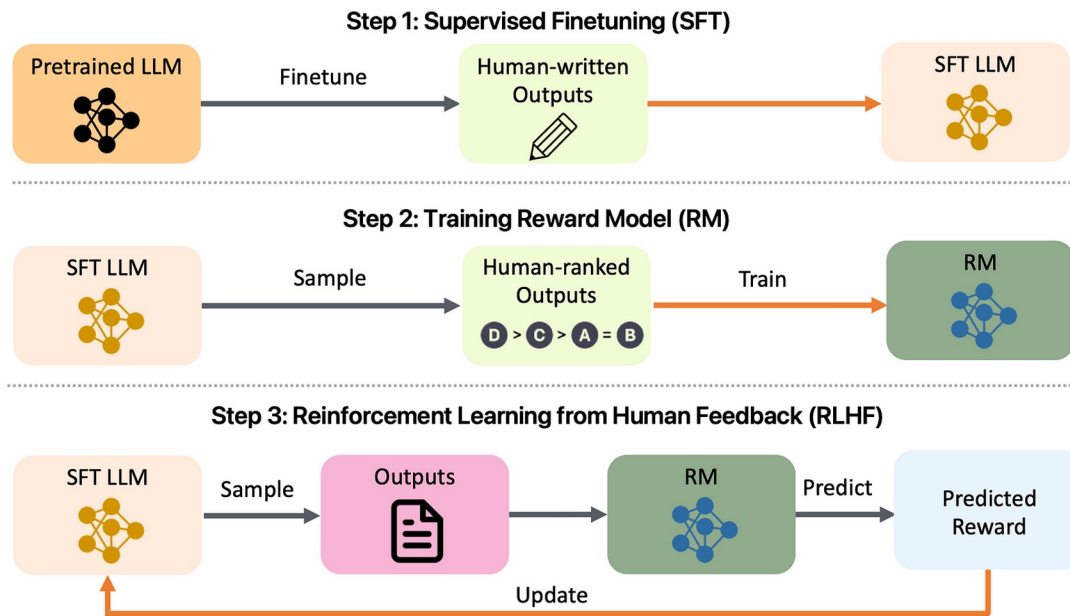 Step 1: Supervised Finetuning (SFT)
Pretrained LLM
Finetune
Human-written
Outputs
SFT LLM
Step 2: Training Reward Model (RM)
SFT LLM
Sample
Human-ranked
Outputs
D > C > A = B
Train
RM
Step 3: Reinforcement Learning from Human Feedback (RLHF)
SFT LLM
Sample
Outputs
RM
Predict
Predicted
Reward
Update